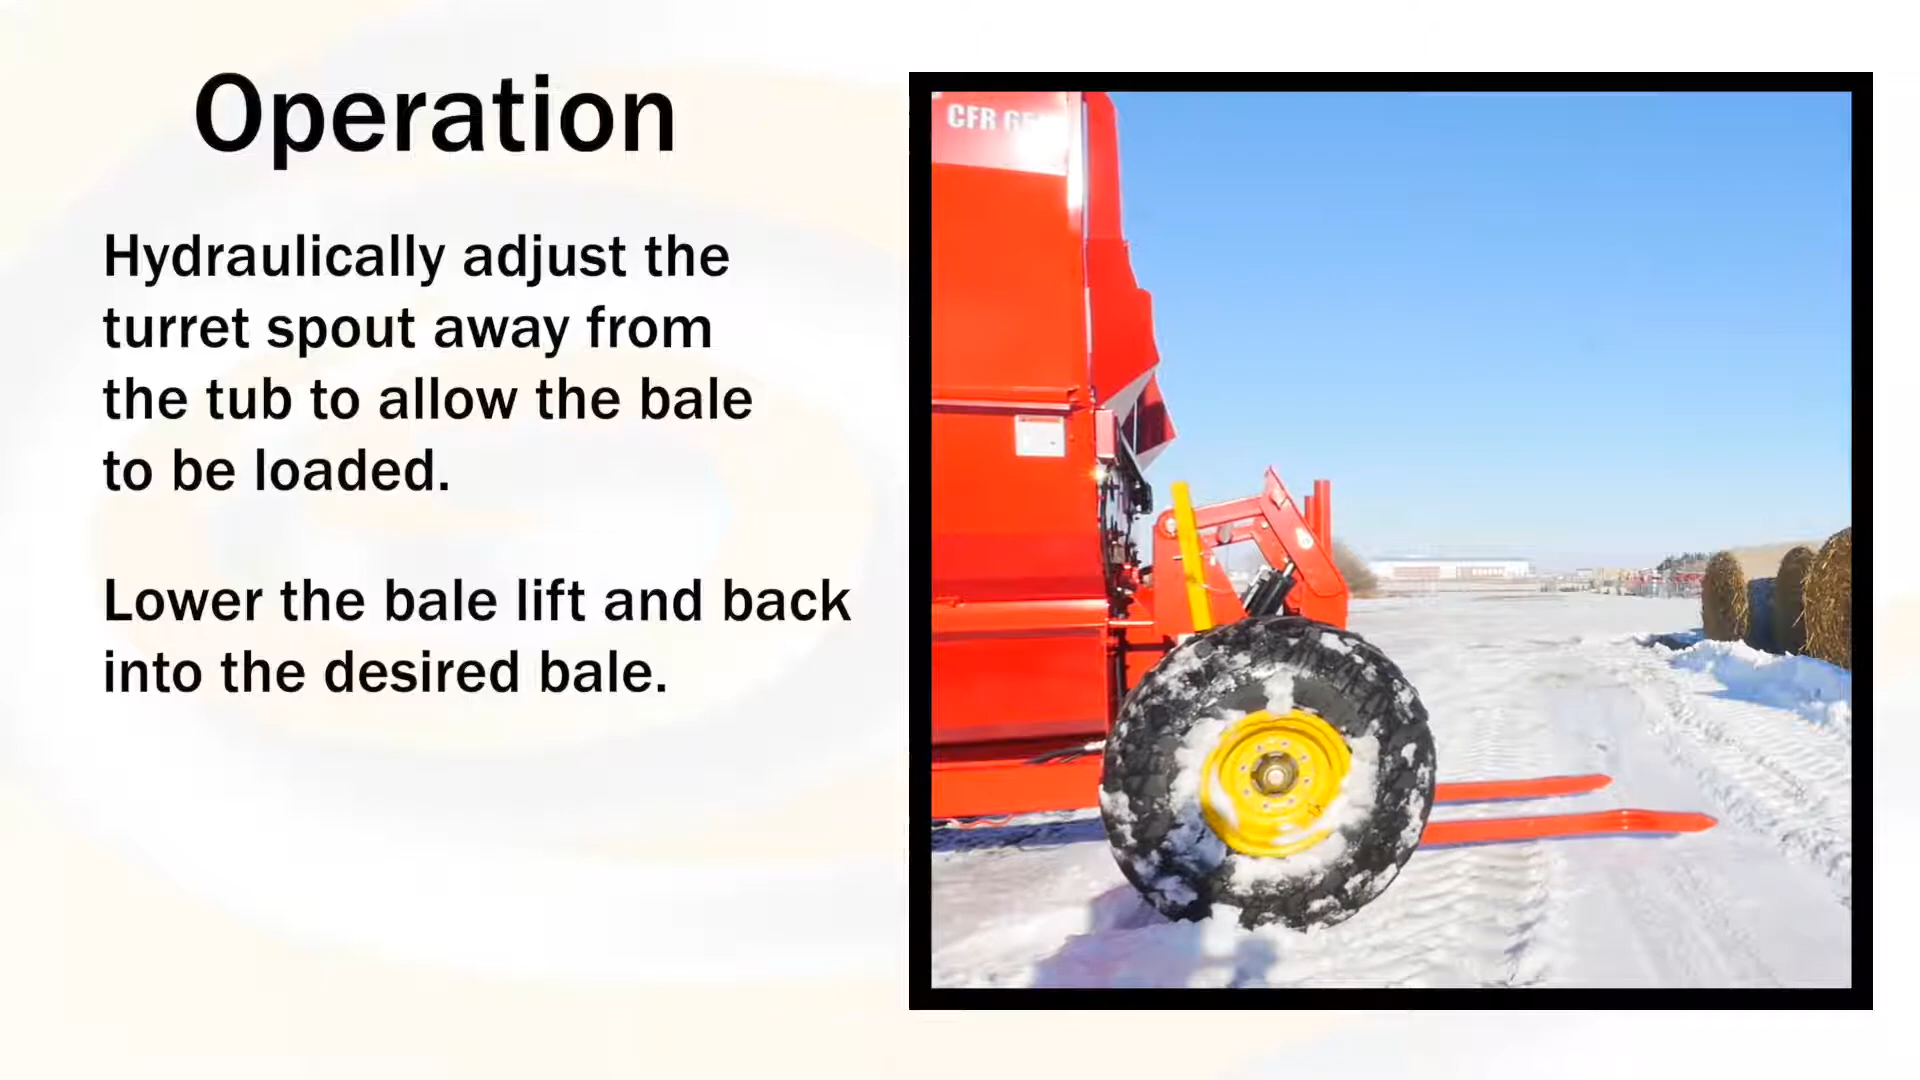 Operation
Hydraulically adjust the
turret spout away from
the tub to allow the bale
to be loaded.
Lower the bale lift and back
into the desired bale.
CFR